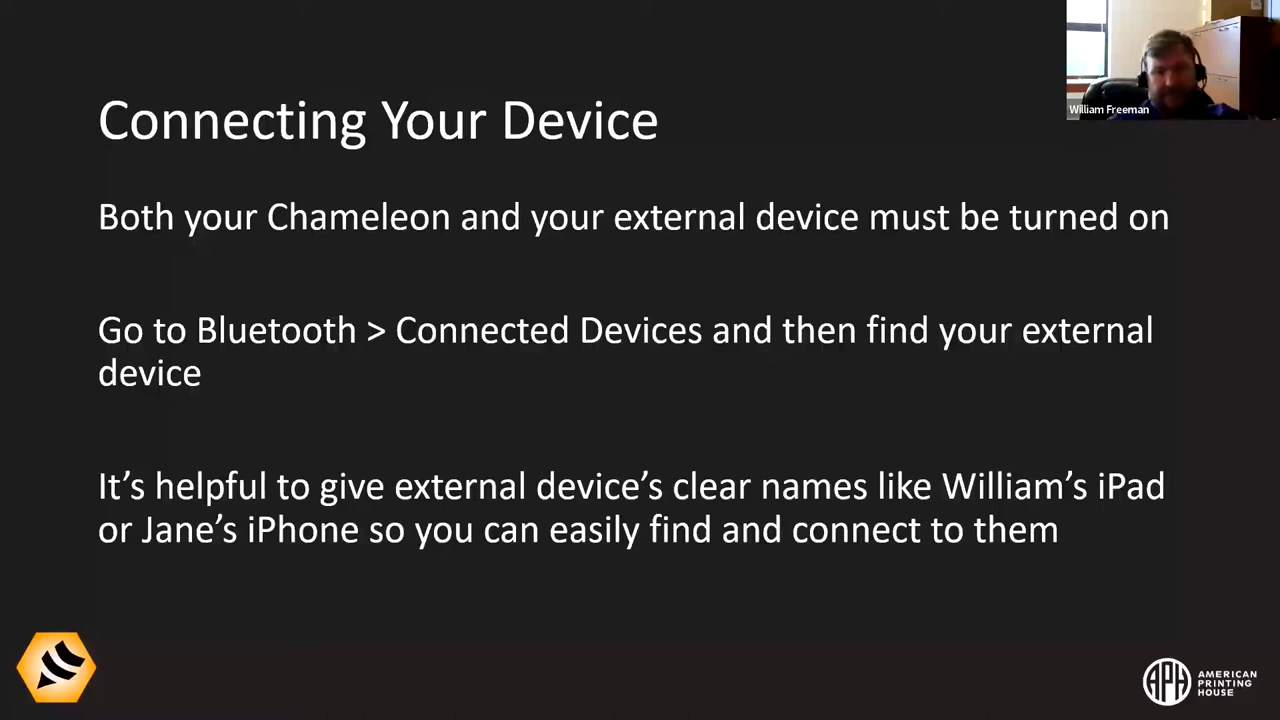 William Freeman
Connecting Your Device
Both your Chameleon and your external device must be turned on
Go to Bluetooth > Connected Devices and then find your external
device
It’s helpful to give external device’s clear names like William’s iPad
or Jane’s iPhone so you can easily find and connect to them
APH
AMERICAN
PRINTING
HOUSE